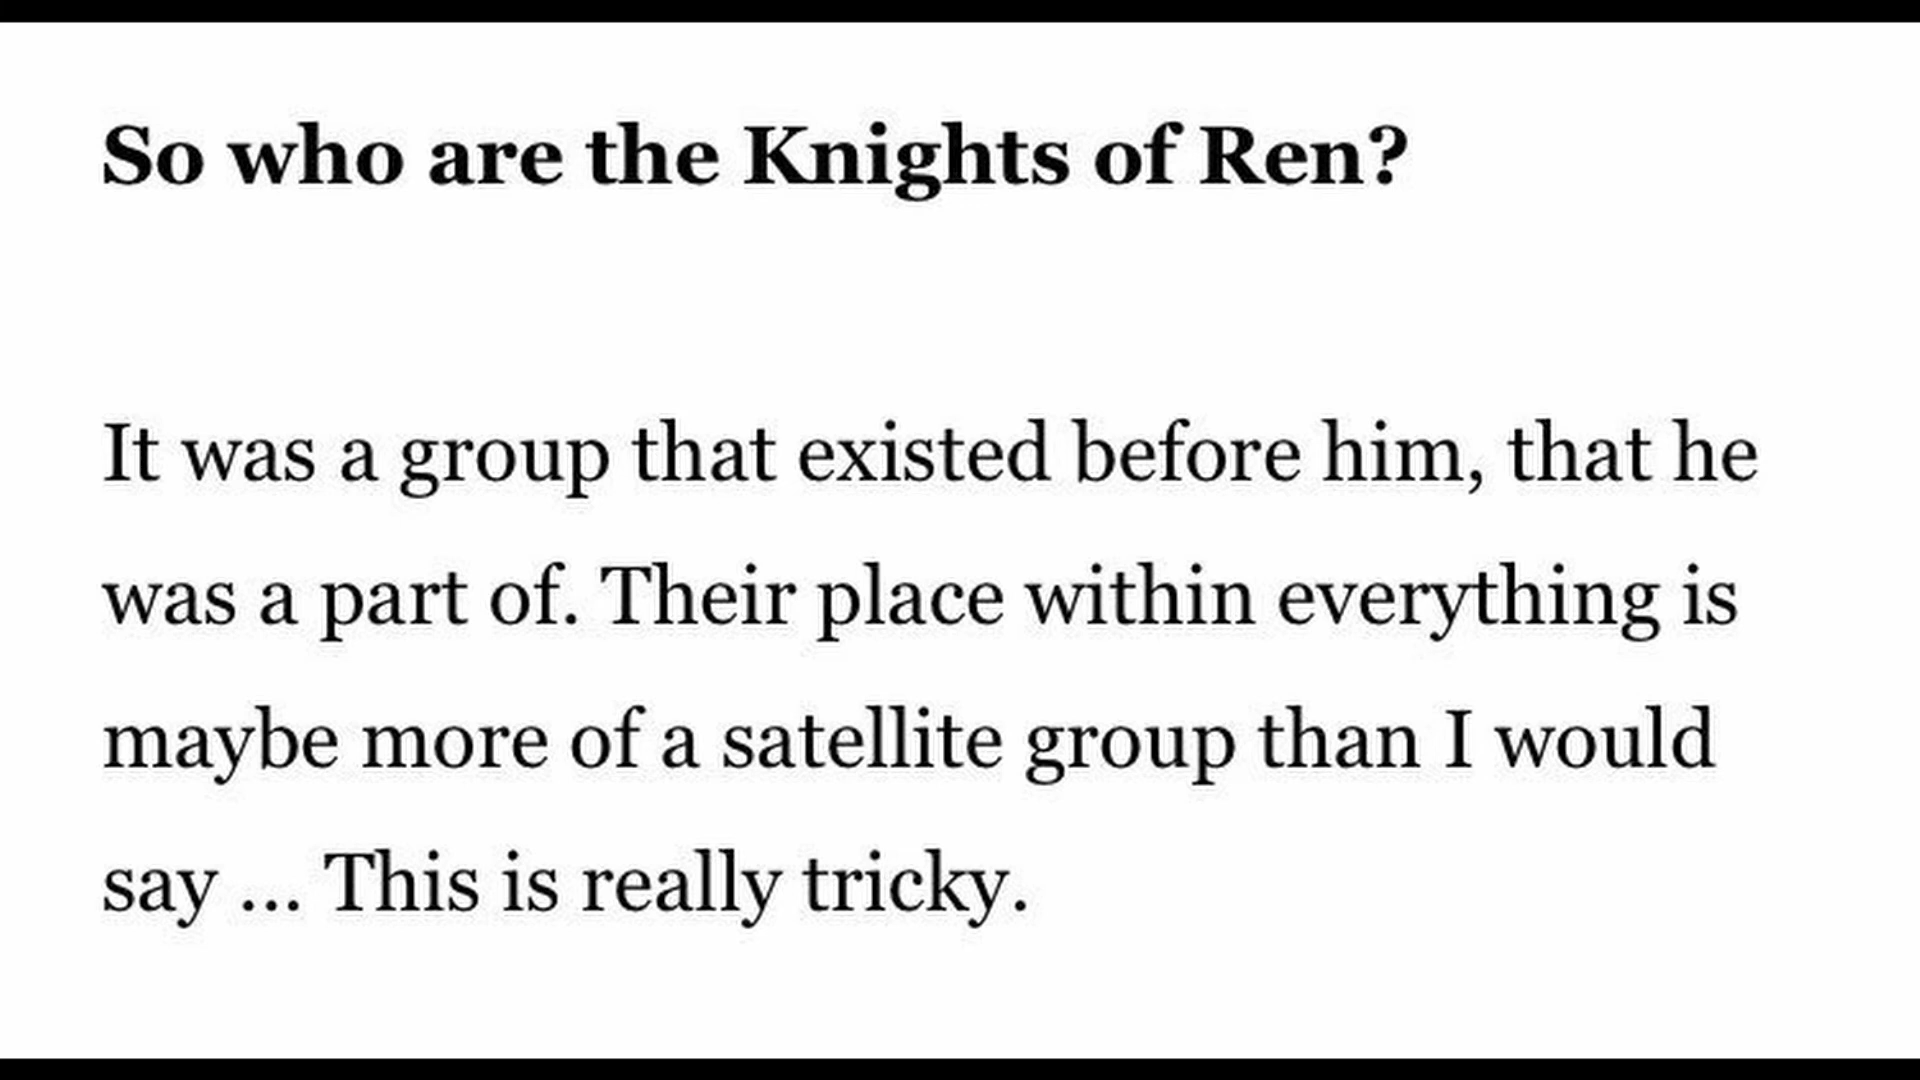 So who are the Knights of Ren?
It was a group that existed before him, that he
was a part of. Their place within everything is
maybe more of a satellite group than I would
say ... This is really tricky.